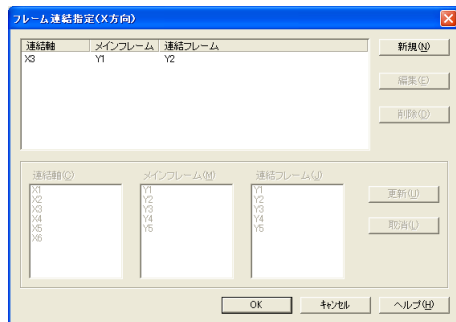 フレーム連結指定(X方向)
連結軸 メインフレーム 連結フレーム
X3 Y1 Y2
新規(N)
編集(E)
削除(D)
連結軸(C) メインフレーム(M) 連結フレーム(J)
X1 Y1 Y1
X2 Y2 Y2
X3 Y3 Y3
X4 Y4 Y4
X5 Y5 Y5
X6
更新(U)
取消(L)
OK キャンセル ヘルプ(H)